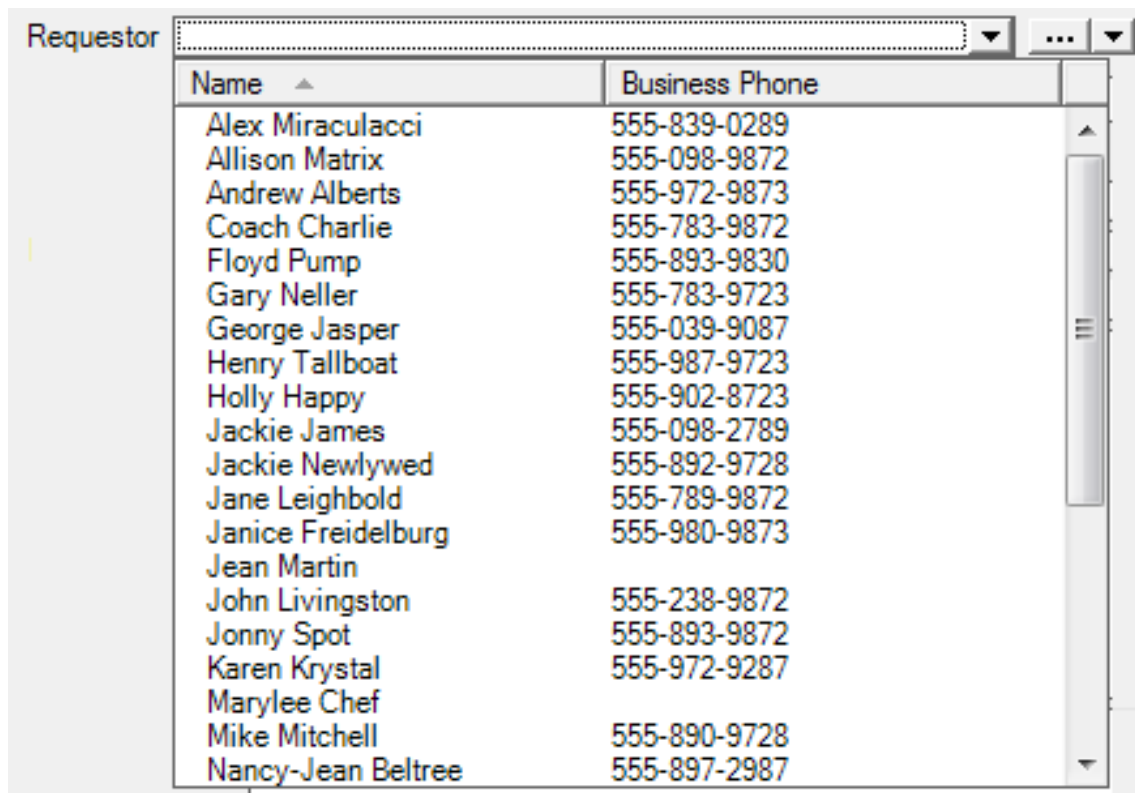 Requestor ...
Name Business Phone
Alex Miraculacci 555-839-0289
Allison Matrix 555-098-9872
Andrew Alberts 555-972-9873
Coach Charlie 555-783-9872
Floyd Pump 555-893-9830
Gary Neller 555-783-9723
George Jasper 555-039-9087
Henry Tallboat 555-987-9723
Holly Happy 555-902-8723
Jackie James 555-098-2789
Jackie Newlywed 555-892-9728
Jane Leighbold 555-789-9872
Janice Freidelburg 555-980-9873
Jean Martin
John Livingston 555-238-9872
Jonny Spot 555-893-9872
Karen Krystal 555-972-9287
Marylee Chef
Mike Mitchell 555-890-9728
Nancy-Jean Beltree 555-897-2987